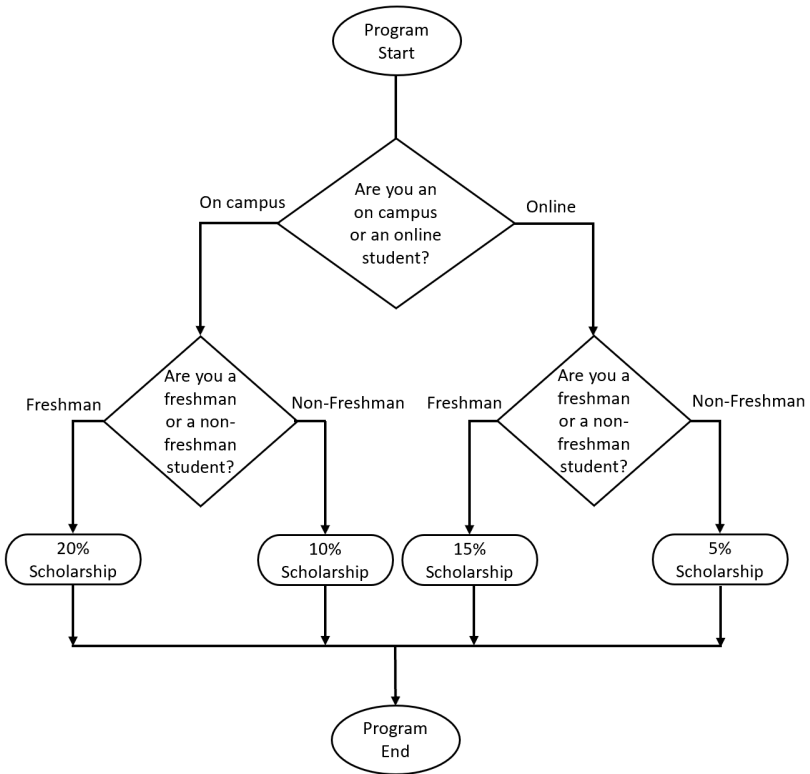 Program
Start
Are you an
on campus
or an online
student?
On campus
Online
Are you a
freshman
or a non-
freshman
student?
Freshman
Non-Freshman
Are you a
freshman
or a non-
freshman
student?
Freshman
Non-Freshman
20%
Scholarship
10%
Scholarship
15%
Scholarship
5%
Scholarship
Program
End